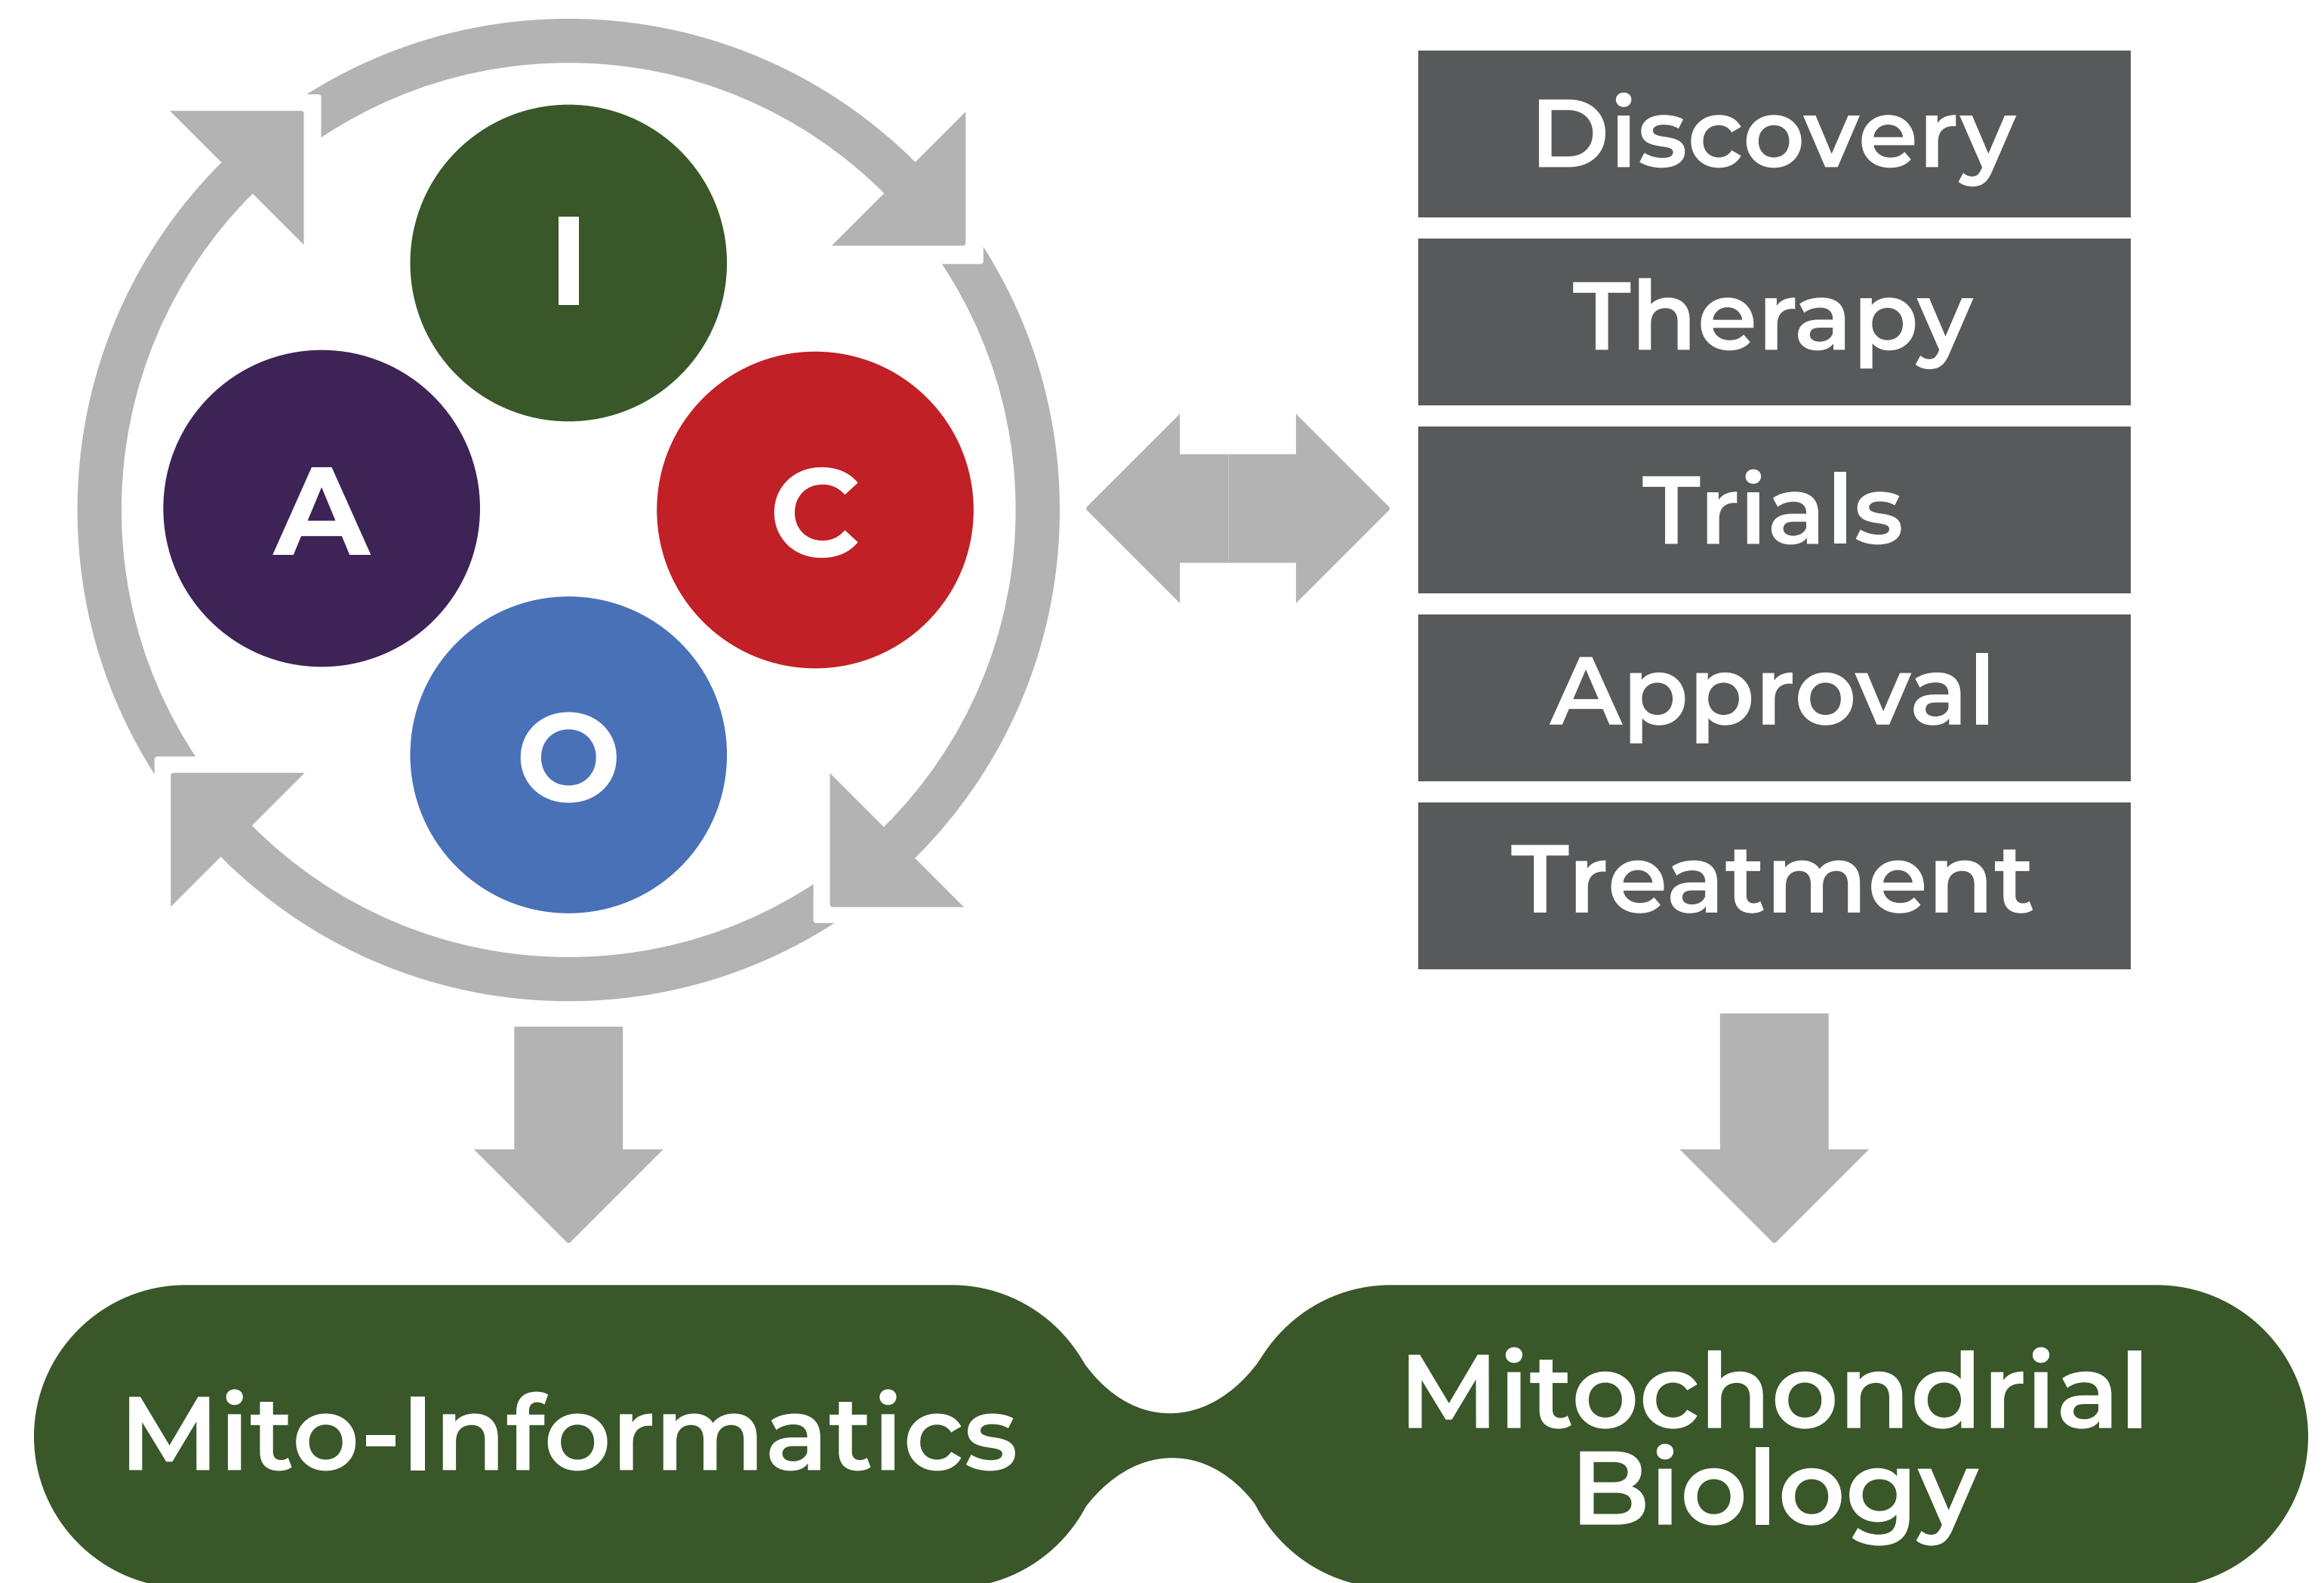 I
A
C
O
Discovery
Therapy
Trials
Approval
Treatment
Mito-Informatics
Mitochondrial
Biology